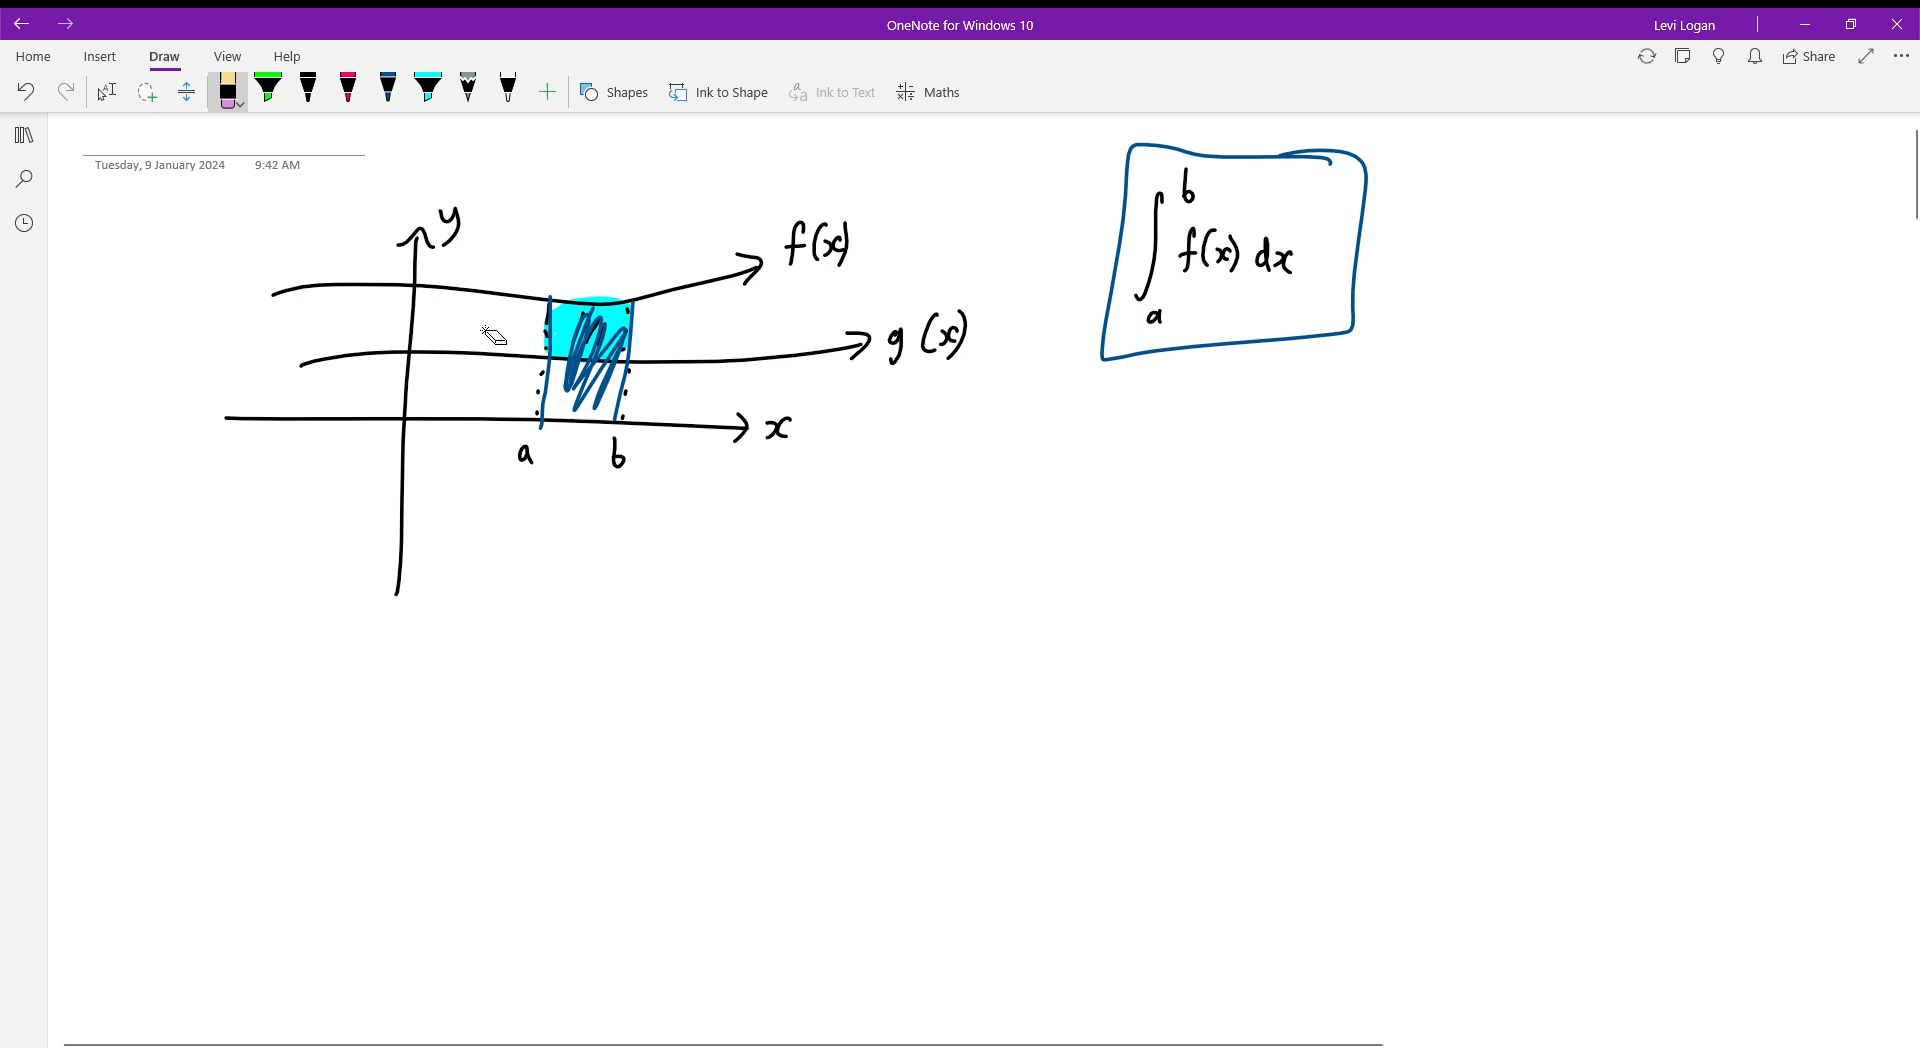 OneNote for Windows 10
Levi Logan
Home Insert Draw View Help
Share
Shapes Ink to Shape Ink to Text Maths
Tuesday, 9 January 2024 9:42 AM
y
f(x)
g(x)
x
a b
b
∫ f(x) dx
a